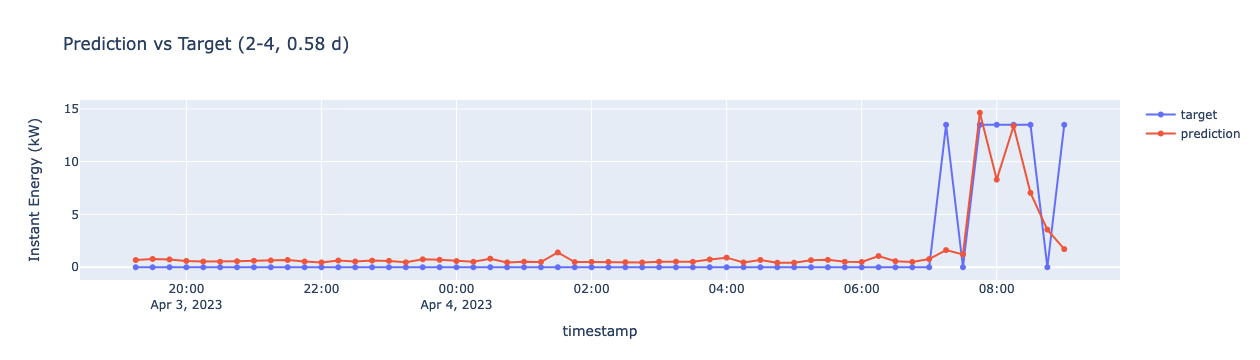 Prediction vs Target (2-4, 0.58 d)
target
prediction
Instant Energy (kW)
15
10
5
0
20:00
Apr 3, 2023
22:00
00:00
Apr 4, 2023
02:00
04:00
06:00
08:00
timestamp